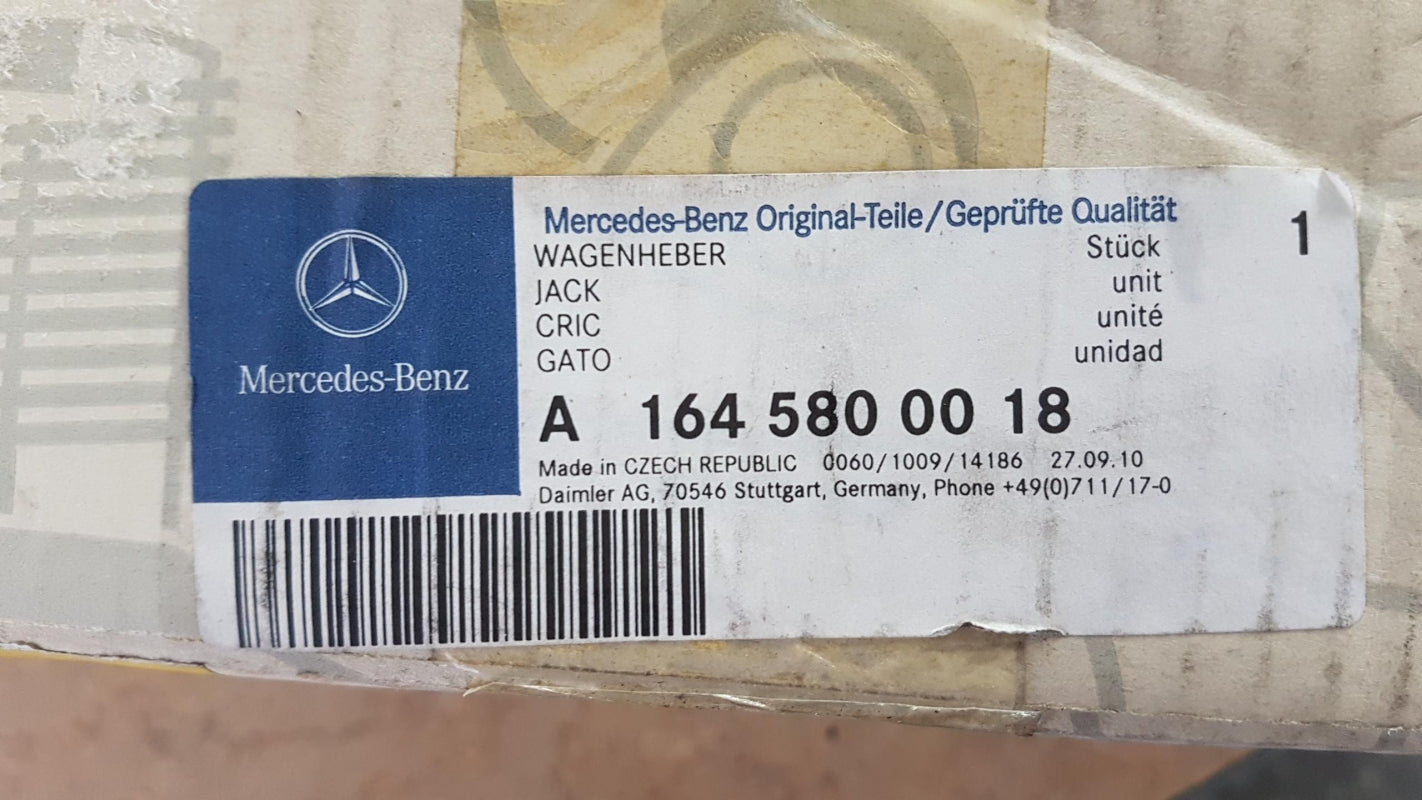 Mercedes-Benz
Mercedes-Benz Original-Teile/Geprüfte Qualität
1
WAGENHEBER Stück
JACK unit
CRIC unité
GATO unidad
A 164 580 00 18
Made in CZECH REPUBLIC 0060/1009/14186 27.09.10
Daimler AG, 70546 Stuttgart, Germany, Phone +49(0)711/17-0